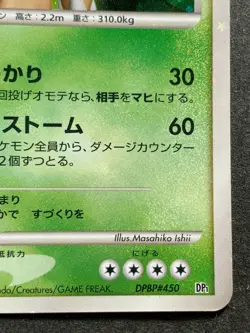 高さ：2.2m 重さ：310.0kg
かり 30
回投げオモテなら、相手をマヒにする。
ストーム 60
ケモン全員から、ダメージカウンター
2個ずつとる。
まり
かで すづくりを
Illus.Masahiko Ishii
抵抗力 にげる
ndo/Creatures/GAME FREAK. DPBP#450 DPt